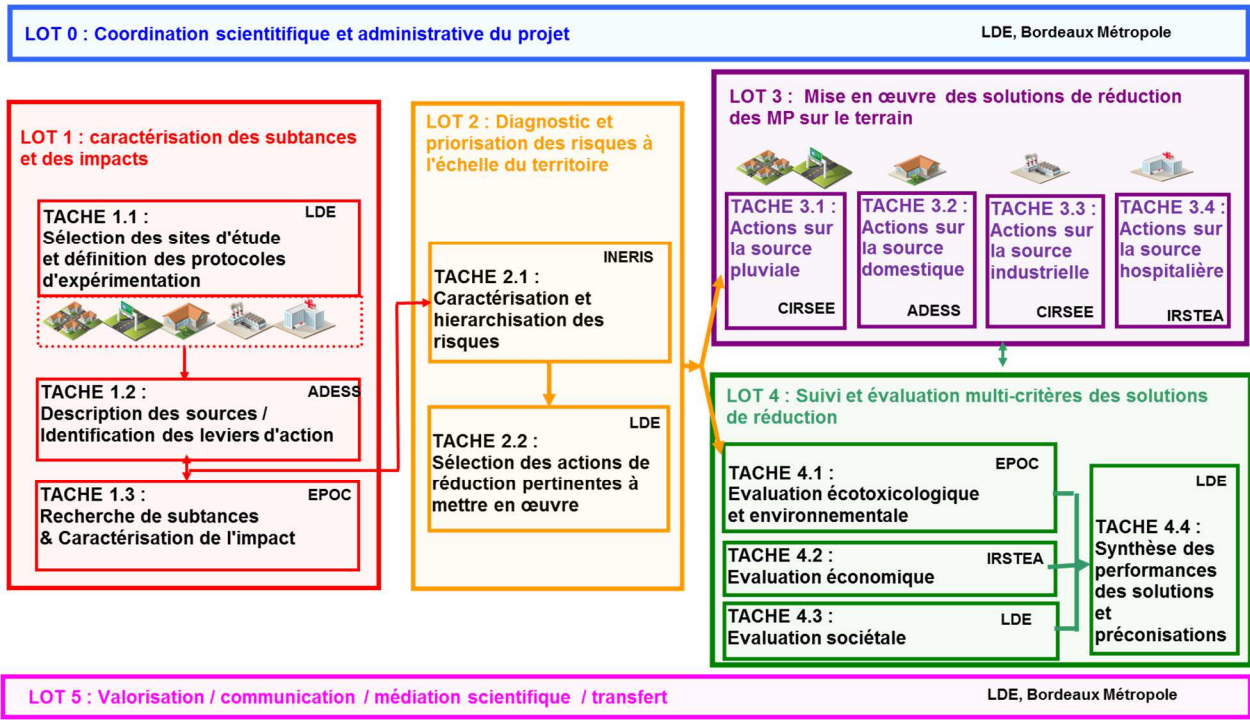 LOT 0 : Coordination scientitifique et administrative du projet
LDE, Bordeaux Métropole
LOT 1 : caractérisation des subtances
et des impacts
TACHE 1.1 :
LDE
Sélection des sites d'étude
et définition des protocoles
d'expérimentation
TACHE 1.2 :
ADESS
Description des sources /
Identification des leviers d'action
TACHE 1.3 :
EPOC
Recherche de subtances
& Caractérisation de l'impact
LOT 2 : Diagnostic et
priorisation des risques à
l'échelle du territoire
INERIS
TACHE 2.1 :
Caractérisation et
hierarchisation des
risques
LDE
TACHE 2.2 :
Sélection des actions de
réduction pertinentes à
mettre en œuvre
LOT 3 : Mise en œuvre des solutions de réduction
des MP sur le terrain
TACHE 3.1 :
Actions sur
la source
pluviale
CIRSEE
TACHE 3.2 :
Actions sur
la source
domestique
ADESS
TACHE 3.3 :
Actions sur
la source
industrielle
CIRSEE
TACHE 3.4 :
Actions sur
la source
hospitalière
IRSTEA
LOT 4 : Suivi et évaluation multi-critères des solutions
de réduction
TACHE 4.1 :
EPOC
Evaluation écotoxicologique
et environnementale
TACHE 4.2 :
IRSTEA
Evaluation économique
TACHE 4.3 :
LDE
Evaluation sociétale
LDE
TACHE 4.4 :
Synthèse des
performances
des solutions
et
préconisations
LOT 5 : Valorisation / communication / médiation scientifique / transfert
LDE, Bordeaux Métropole